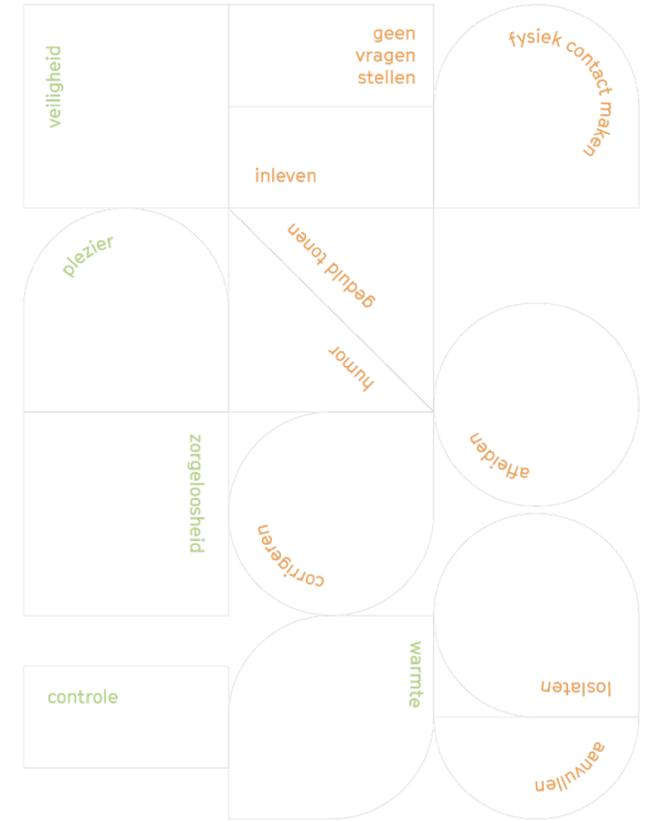 veiligheid
geen
vragen
stellen
fysiek contact maken
inleven
plezier
geduld tonen
humor
afleiden
zorgeloosheid
corrigeren
warmte
loslaten
controle
aanvullen